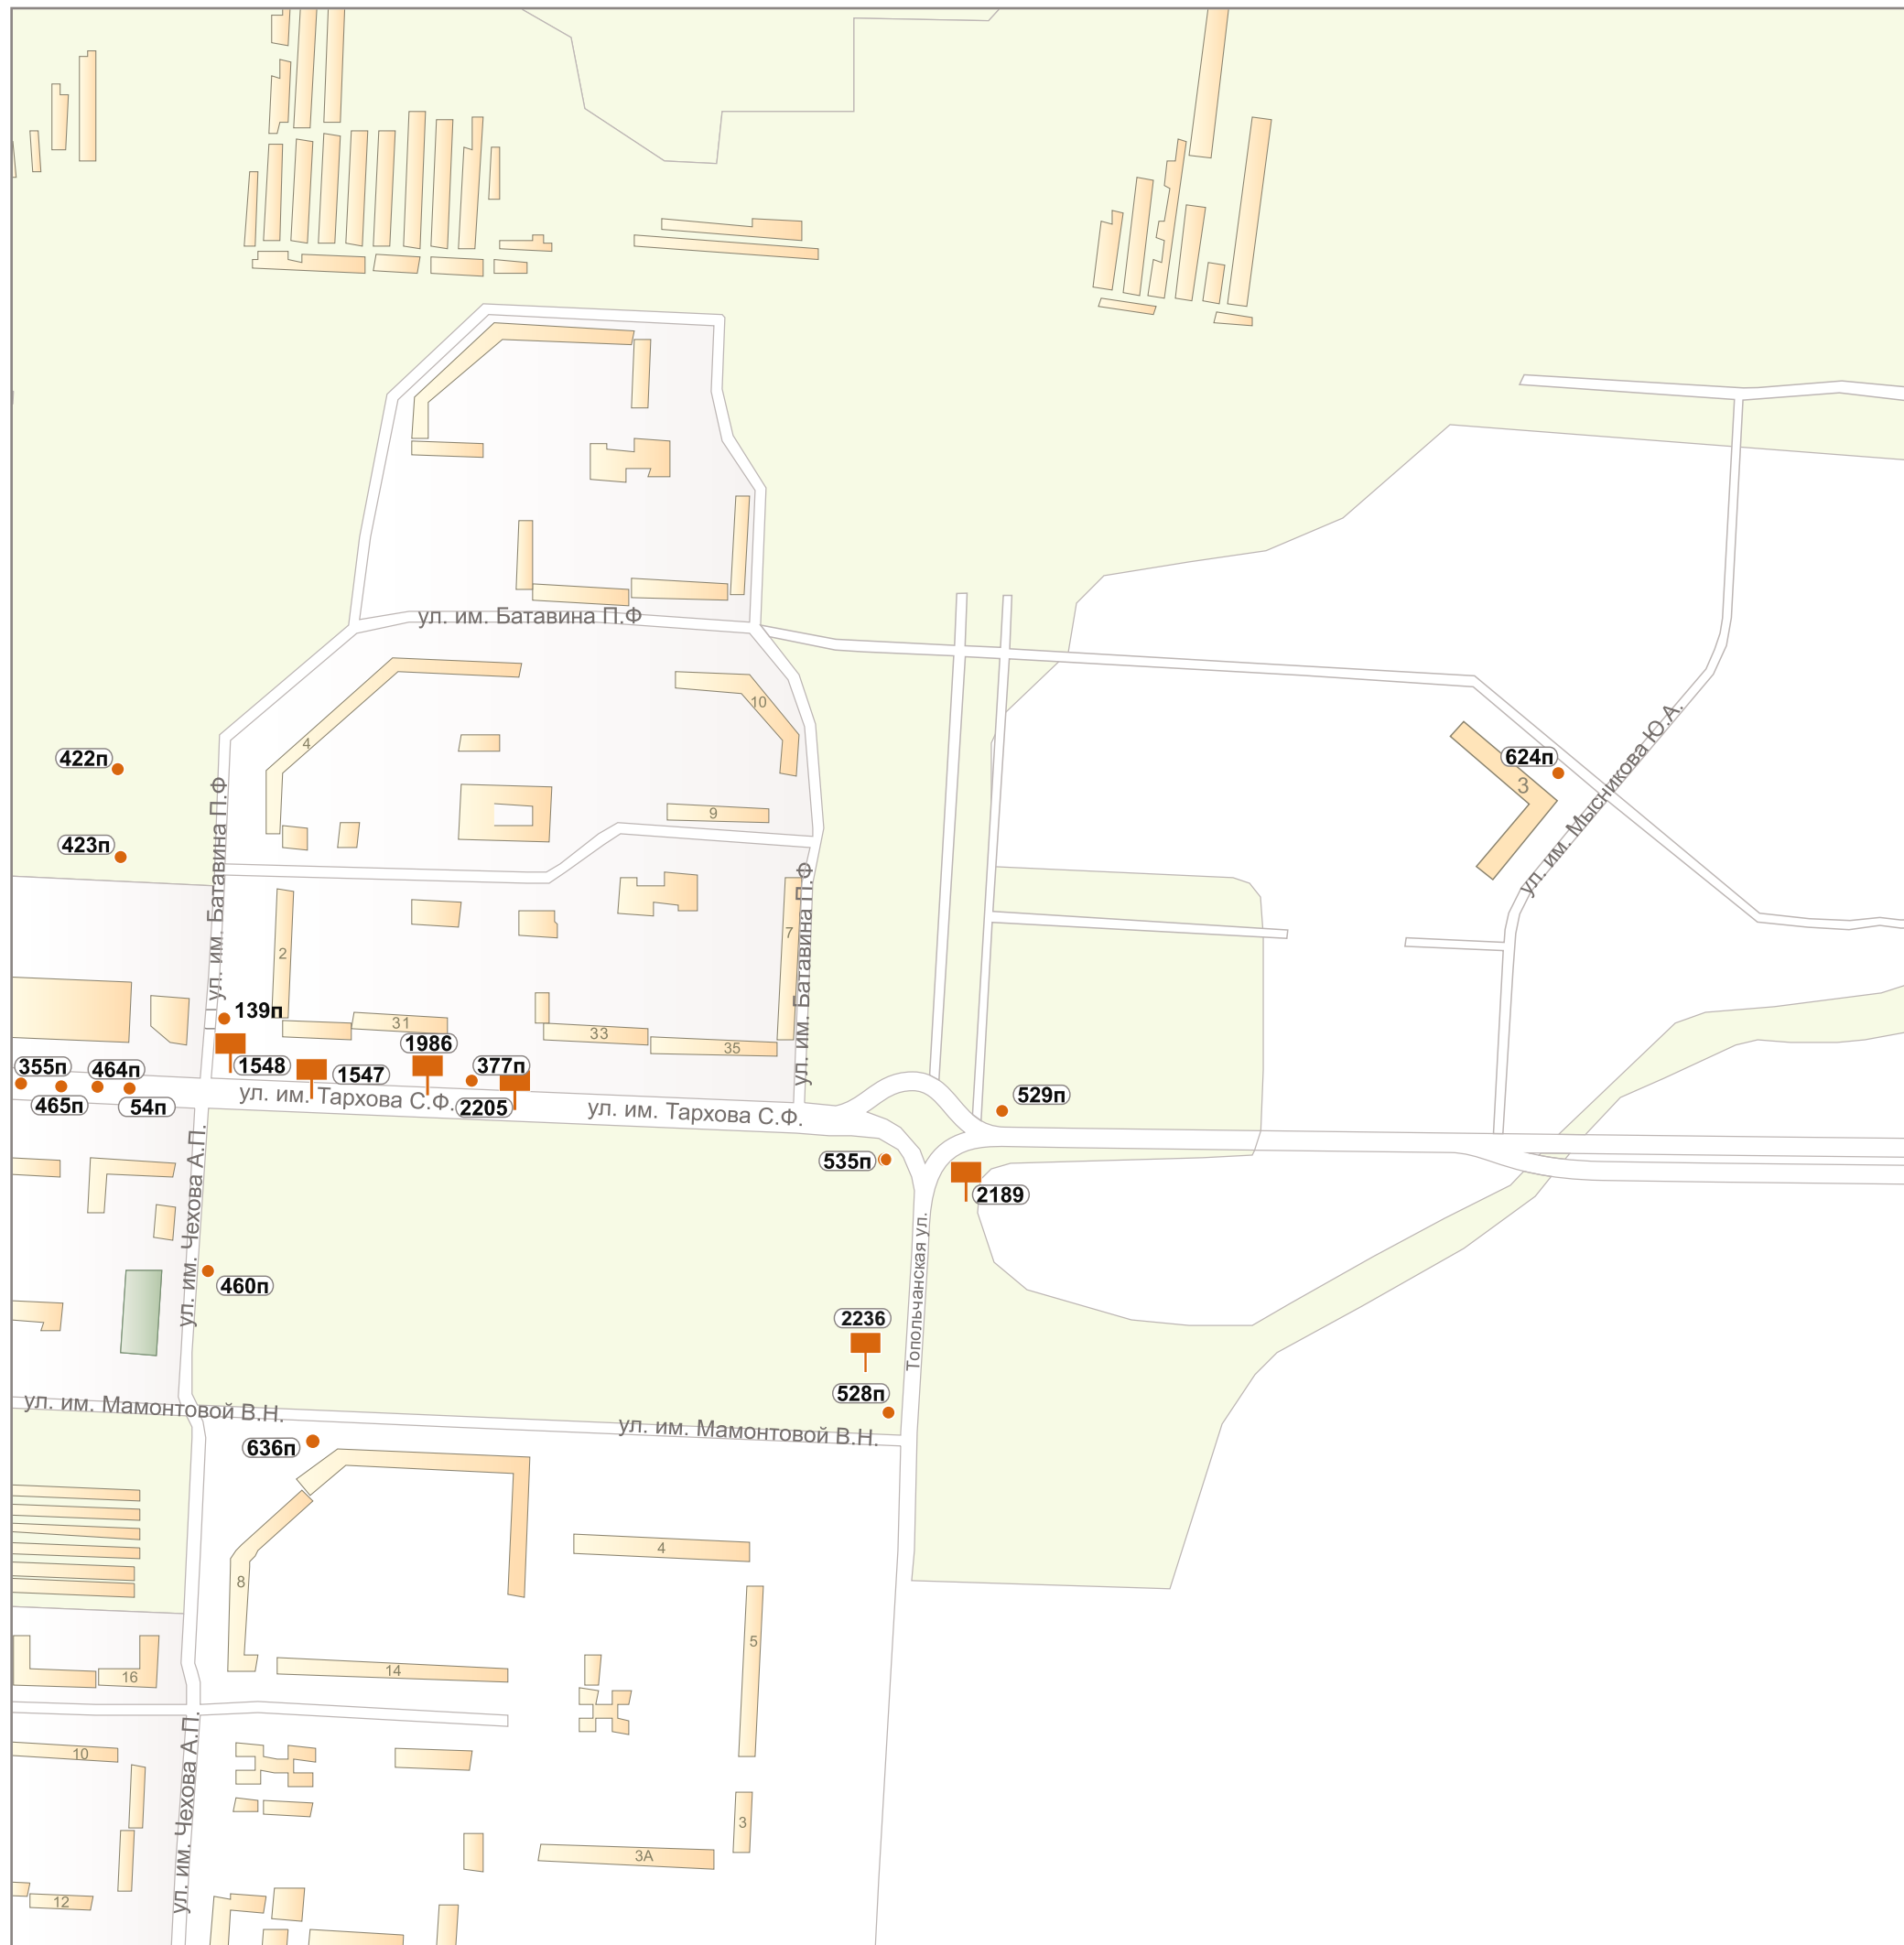 ул. им. Батавина П.Ф
10
4
ул. им. Мысникова Ю.А.
422п
624п
3
ул. им. Батавина П.Ф
9
423п
ул. им. Батавина П.Ф
7
2
139п
31
33
1986
35
355п
464п
1548
1547
377п
465п
54п
ул. им. Тархова С.Ф.
2205
ул. им. Тархова С.Ф.
529п
ул. им. Чехова А.П.
535п
2189
460п
Топольчанская ул.
2236
528п
ул. им. Мамонтовой В.Н.
ул. им. Мамонтовой В.Н.
636п
4
8
5
14
16
ул. им. Чехова А.П.
10
3
3А
12